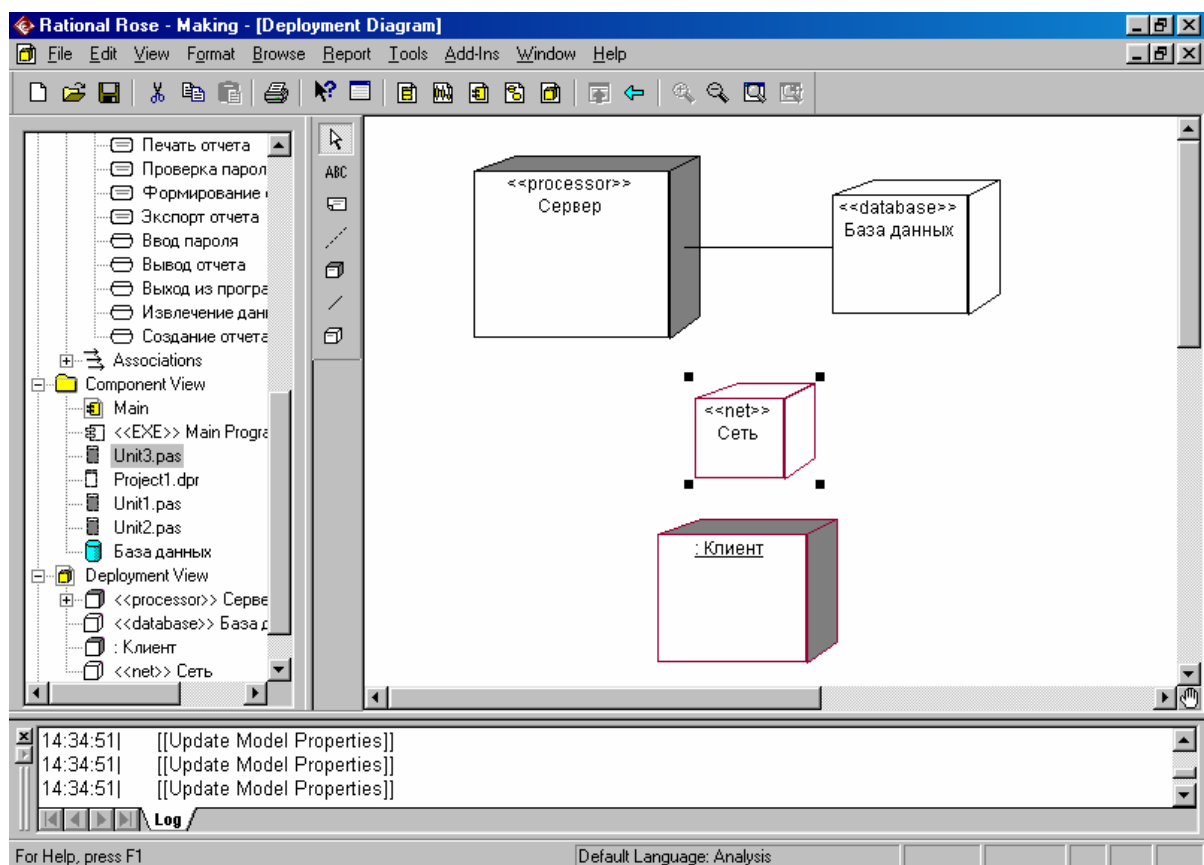 Rational Rose - Making - [Deployment Diagram]
File Edit View Format Browse Report Tools Add-Ins Window Help
Печать отчета
Проверка парол
Формирование
Экспорт отчета
Ввод пароля
Вывод отчета
Выход из програ
Извлечение дан
Создание отчета
Associations
Component View
Main
<<EXE>> Main Progra
Unit3.pas
Project1.dpr
Unit1.pas
Unit2.pas
База данных
Deployment View
<<processor>> Серве
<<database>> База д
: Клиент
<<net>> Сеть
ABC
<<processor>>
Сервер
<<database>>
База данных
<<net>>
Сеть
: Клиент
14:34:51| [[Update Model Properties]]
14:34:51| [[Update Model Properties]]
14:34:51| [[Update Model Properties]]
Log
For Help, press F1
Default Language: Analysis